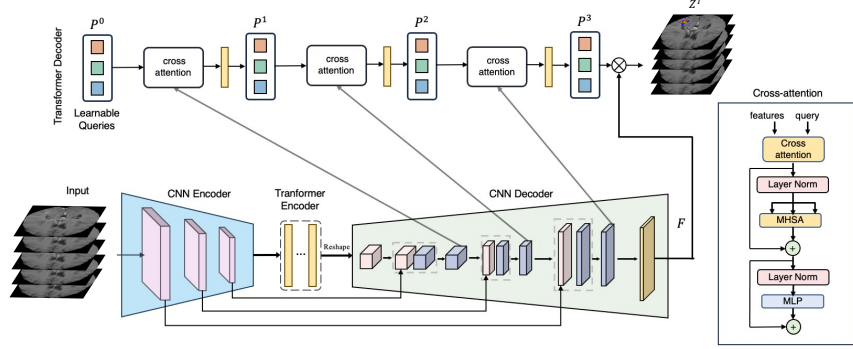 Transformer Decoder
P⁰
P¹
P²
P³
Zᵀ
cross
attention
cross
attention
cross
attention
Learnable
Queries
Input
CNN Encoder
Tranformer
Encoder
Reshape
CNN Decoder
F
Cross-attention
features
query
Cross
attention
Layer Norm
MHSA
+
Layer Norm
MLP
+